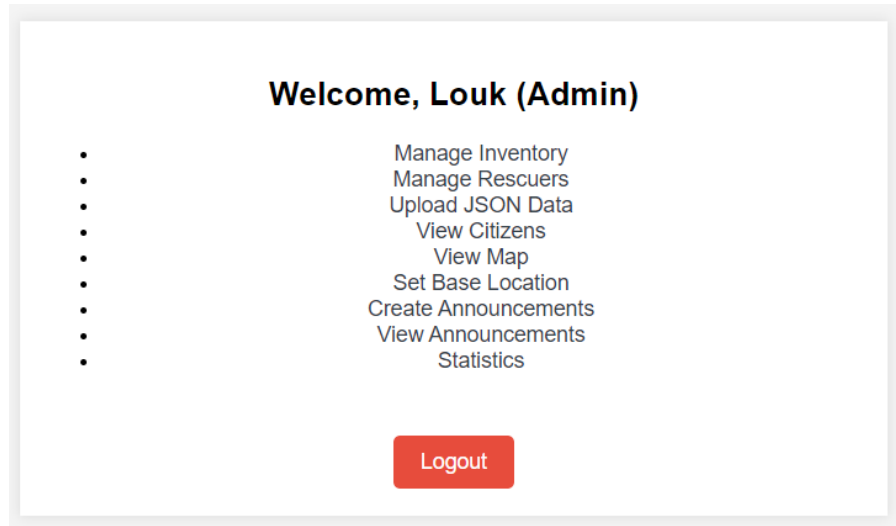 Welcome, Louk (Admin)
Manage Inventory
Manage Rescuers
Upload JSON Data
View Citizens
View Map
Set Base Location
Create Announcements
View Announcements
Statistics
Logout